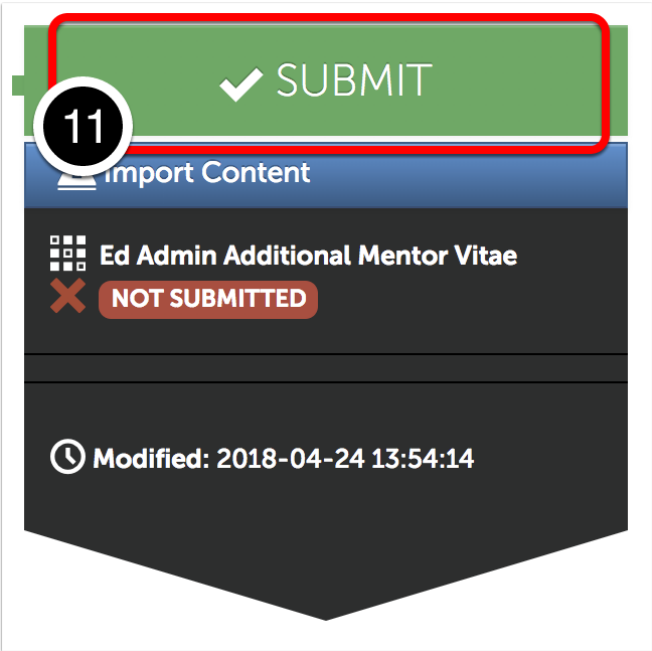 SUBMIT
11
Import Content
Ed Admin Additional Mentor Vitae
NOT SUBMITTED
Modified: 2018-04-24 13:54:14